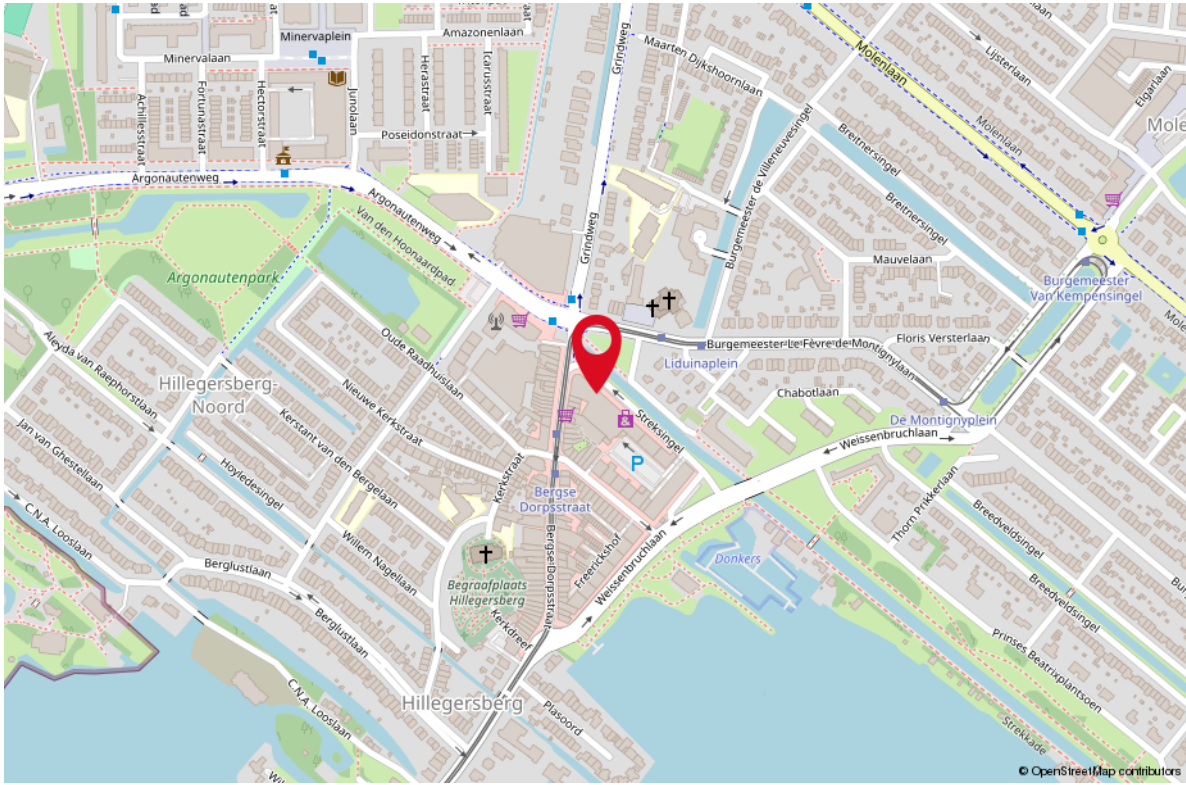 Minervaplein
Amazonenlaan
Grindweg
Maarten Dijkshoornlaan
Molenlaan
Lijsterlaan
Elgarlaan
Minervalaan
Achillesstraat
Fortunastraat
Hectorstraat
Junolaan
Herastraat
Icarusstraat
Poseidonstraat
Argonautenweg
Argonautenweg
Van den Hoonaardpad
Argonautenpark
Grindweg
Burgemeester de Villeneuvesingel
Breitnersingel
Breitnersingel
Molenlaan
Mole
Mauvelaan
Burgemeester
Van Kempensingel
Mole
Floris Versterlaan
Burgemeester Le Fèvre de Montignylaan
Liduinaplein
Chabotlaan
De Montignyplein
Weissenbruchlaan
Streksingel
P
Aleyda van Raephorstlaan
Hillegersberg-
Noord
Oude Raadhuislaan
Nieuwe Kerkstraat
Kerstant van den Bergelaan
Jan van Ghestellaan
Hoyledesingel
Kerkstraat
Bergse
Dorpsstraat
C.N.A. Looslaan
Willem Nagellaan
Berglustlaan
Berglustlaan
Begraafplaats
Hillegersberg
Kerkdreef
Bergse Dorpsstraat
Freerickshof
Weissenbruchlaan
Donkers
Thorn Prikkerlaan
Breedveldsingel
Breedveldsingel
Prinses Beatrixplantsoen
Strekkade
C.N.A. Looslaan
Hillegersberg
Plasoord
© OpenStreetMap contributors